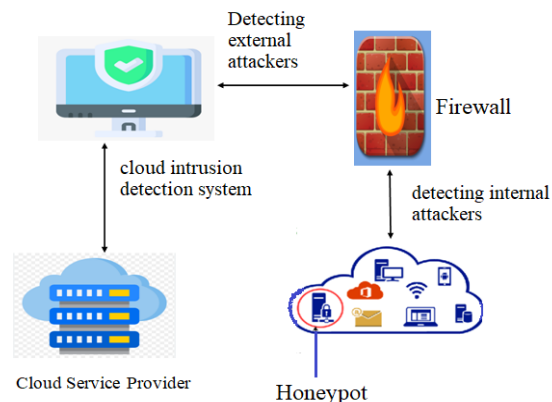 Detecting
external
attackers
Firewall
cloud intrusion
detection system
detecting internal
attackers
Cloud Service Provider
Honeypot